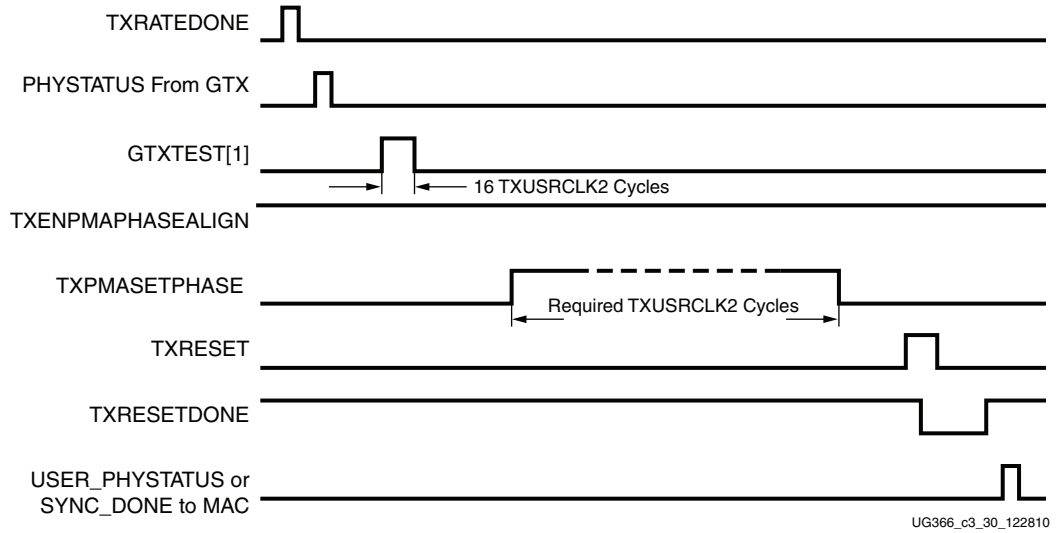 TXRATEDONE
PHYSTATUS From GTX
GTXTEST[1]
16 TXUSRCLK2 Cycles
TXENPMAPHASEALIGN
TXPMASETPHASE
Required TXUSRCLK2 Cycles
TXRESET
TXRESETDONE
USER_PHYSTATUS or
SYNC_DONE to MAC
UG366_c3_30_122810